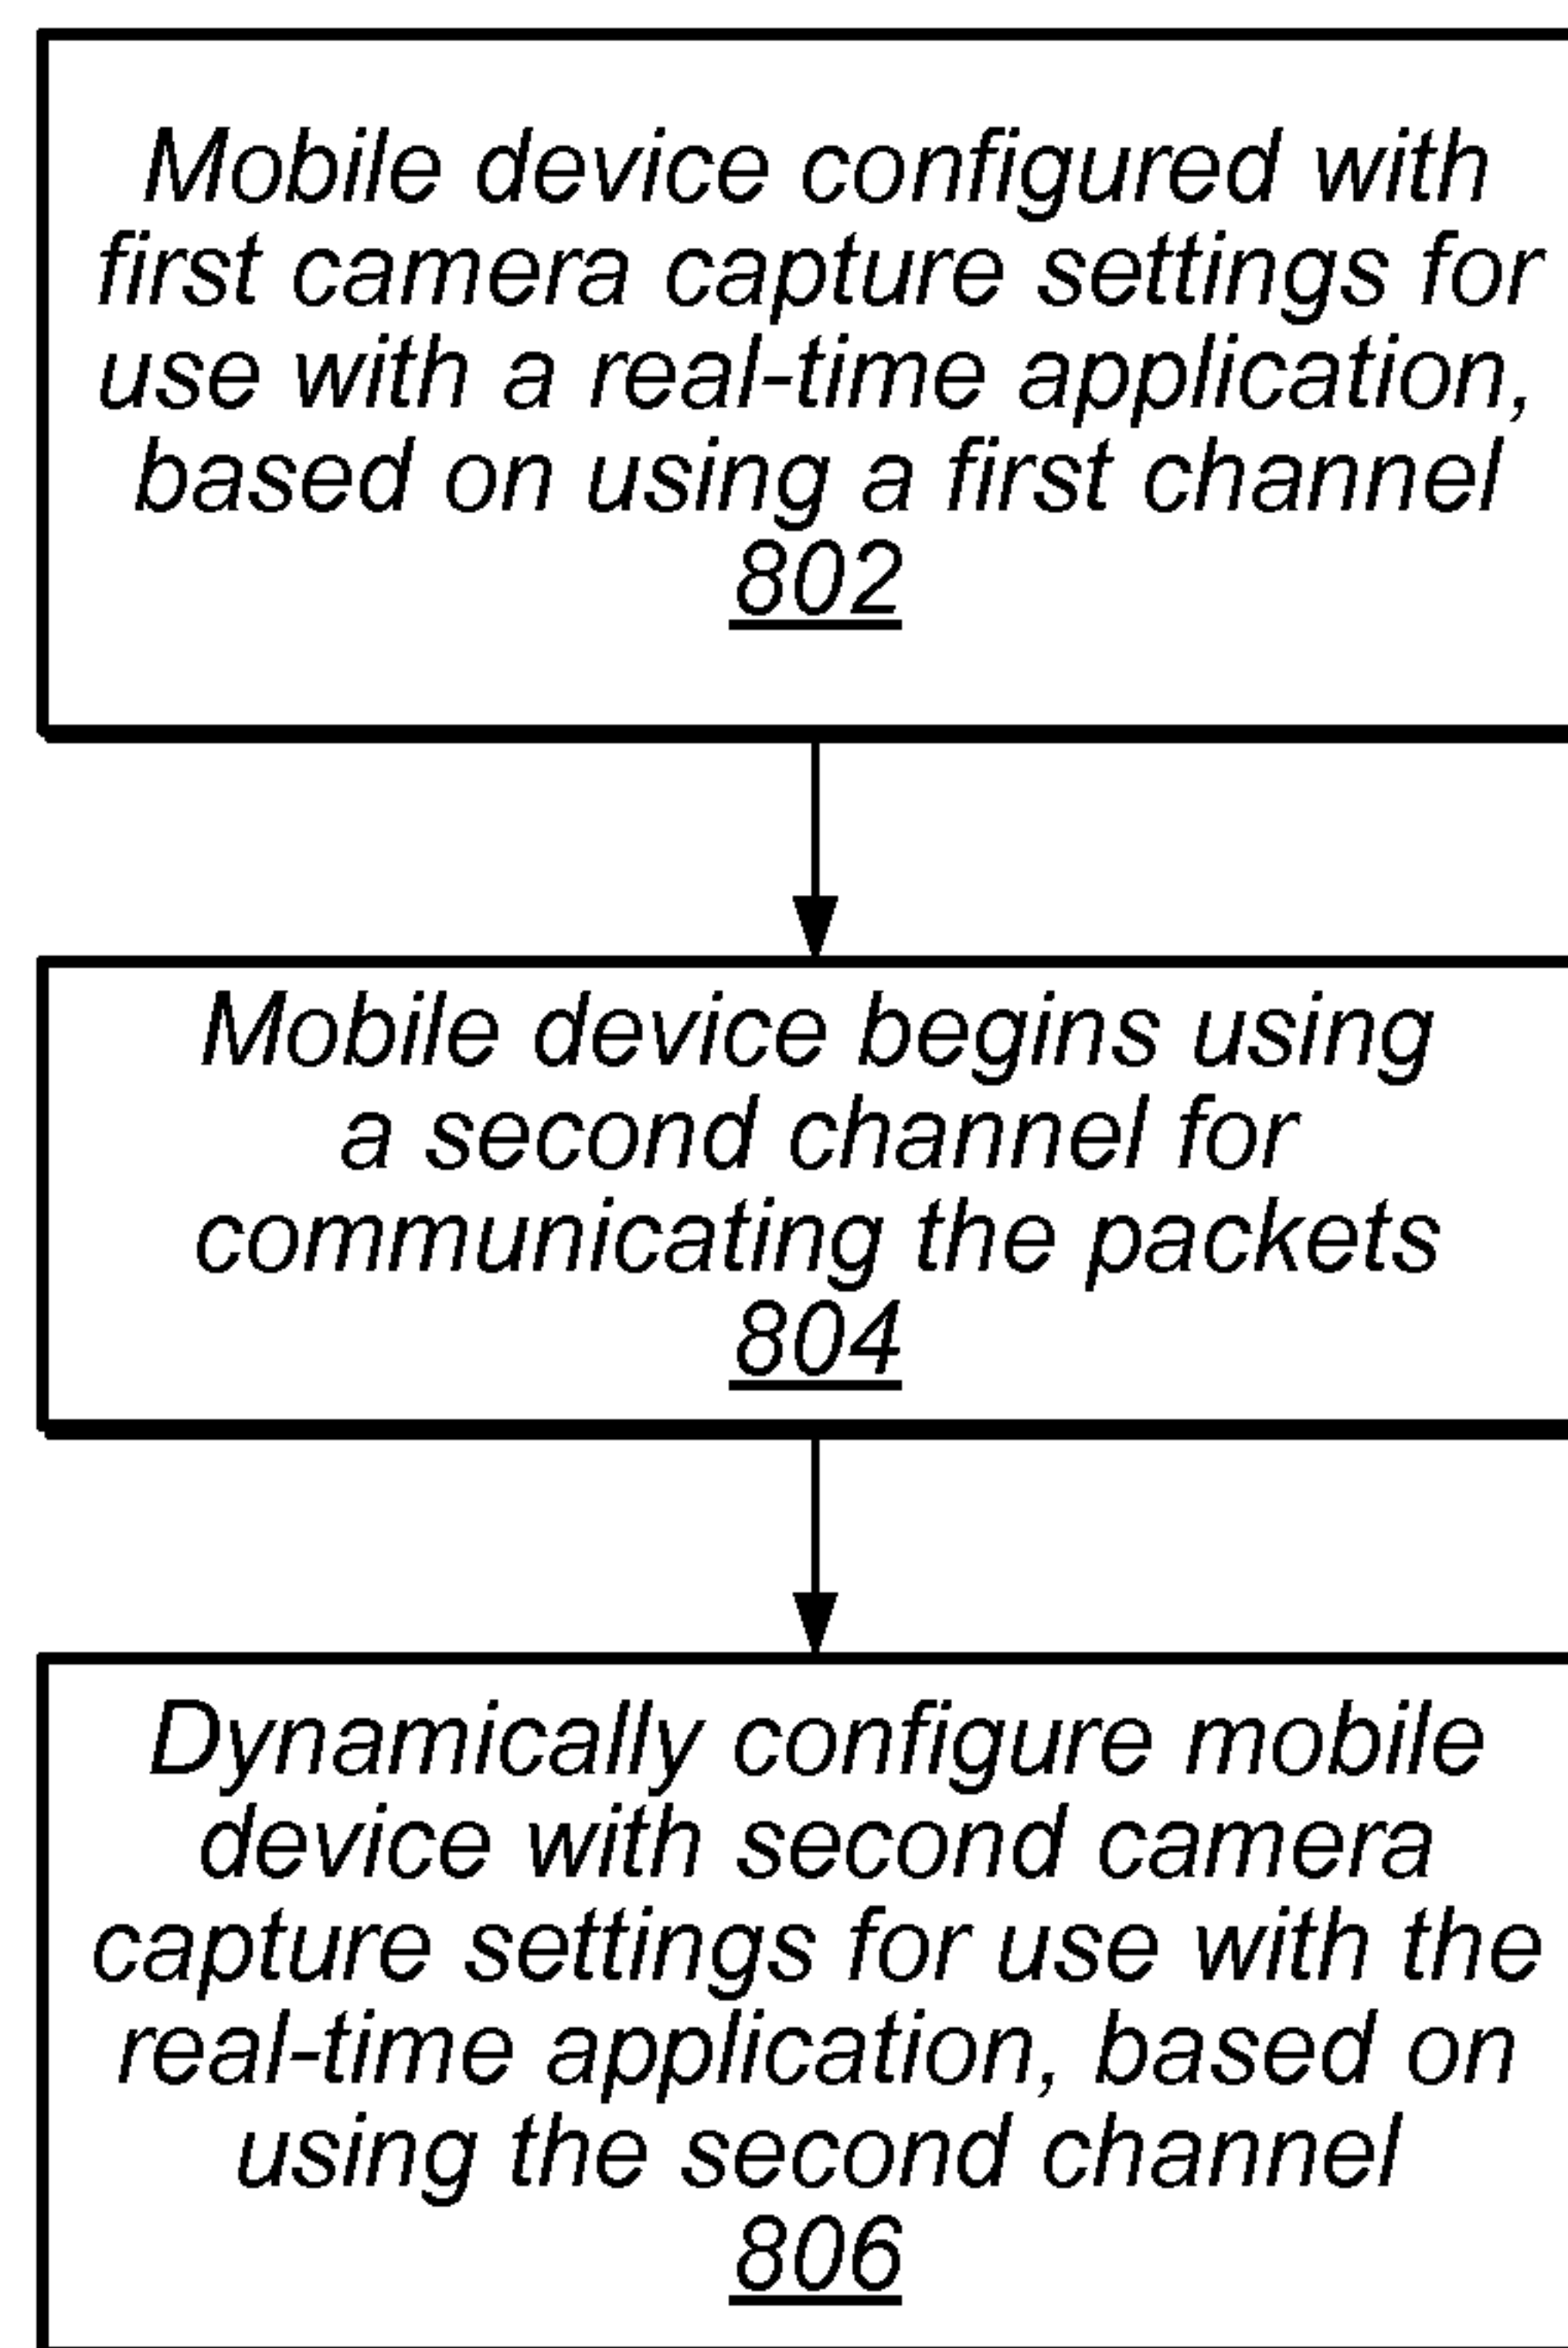 Mobile device configured with
first camera capture settings for
use with a real-time application,
based on using a first channel
802
Mobile device begins using
a second channel for
communicating the packets
804
Dynamically configure mobile
device with second camera
capture settings for use with the
real-time application, based on
using the second channel
806